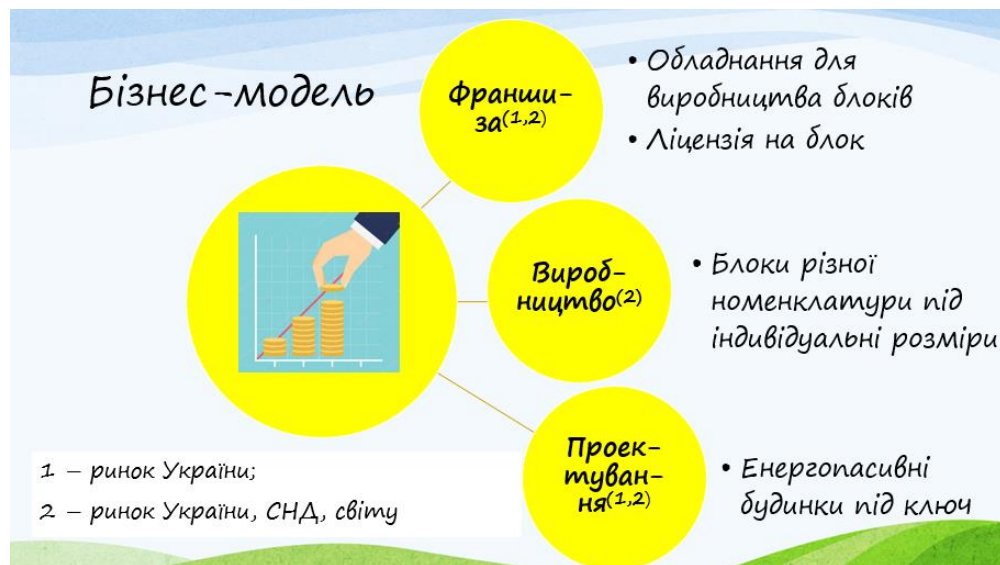 Бізнес-модель
Франши-
за(1,2)
• Обладнання для
виробництва блоків
• Ліцензія на блок
Вироб-
ництво(2)
• Блоки різної
номенклатури під
індивідуальні розміри
Проек-
туван-
ня(1,2)
• Енергопасивні
будинки під ключ
1 – ринок України;
2 – ринок України, СНД, світу